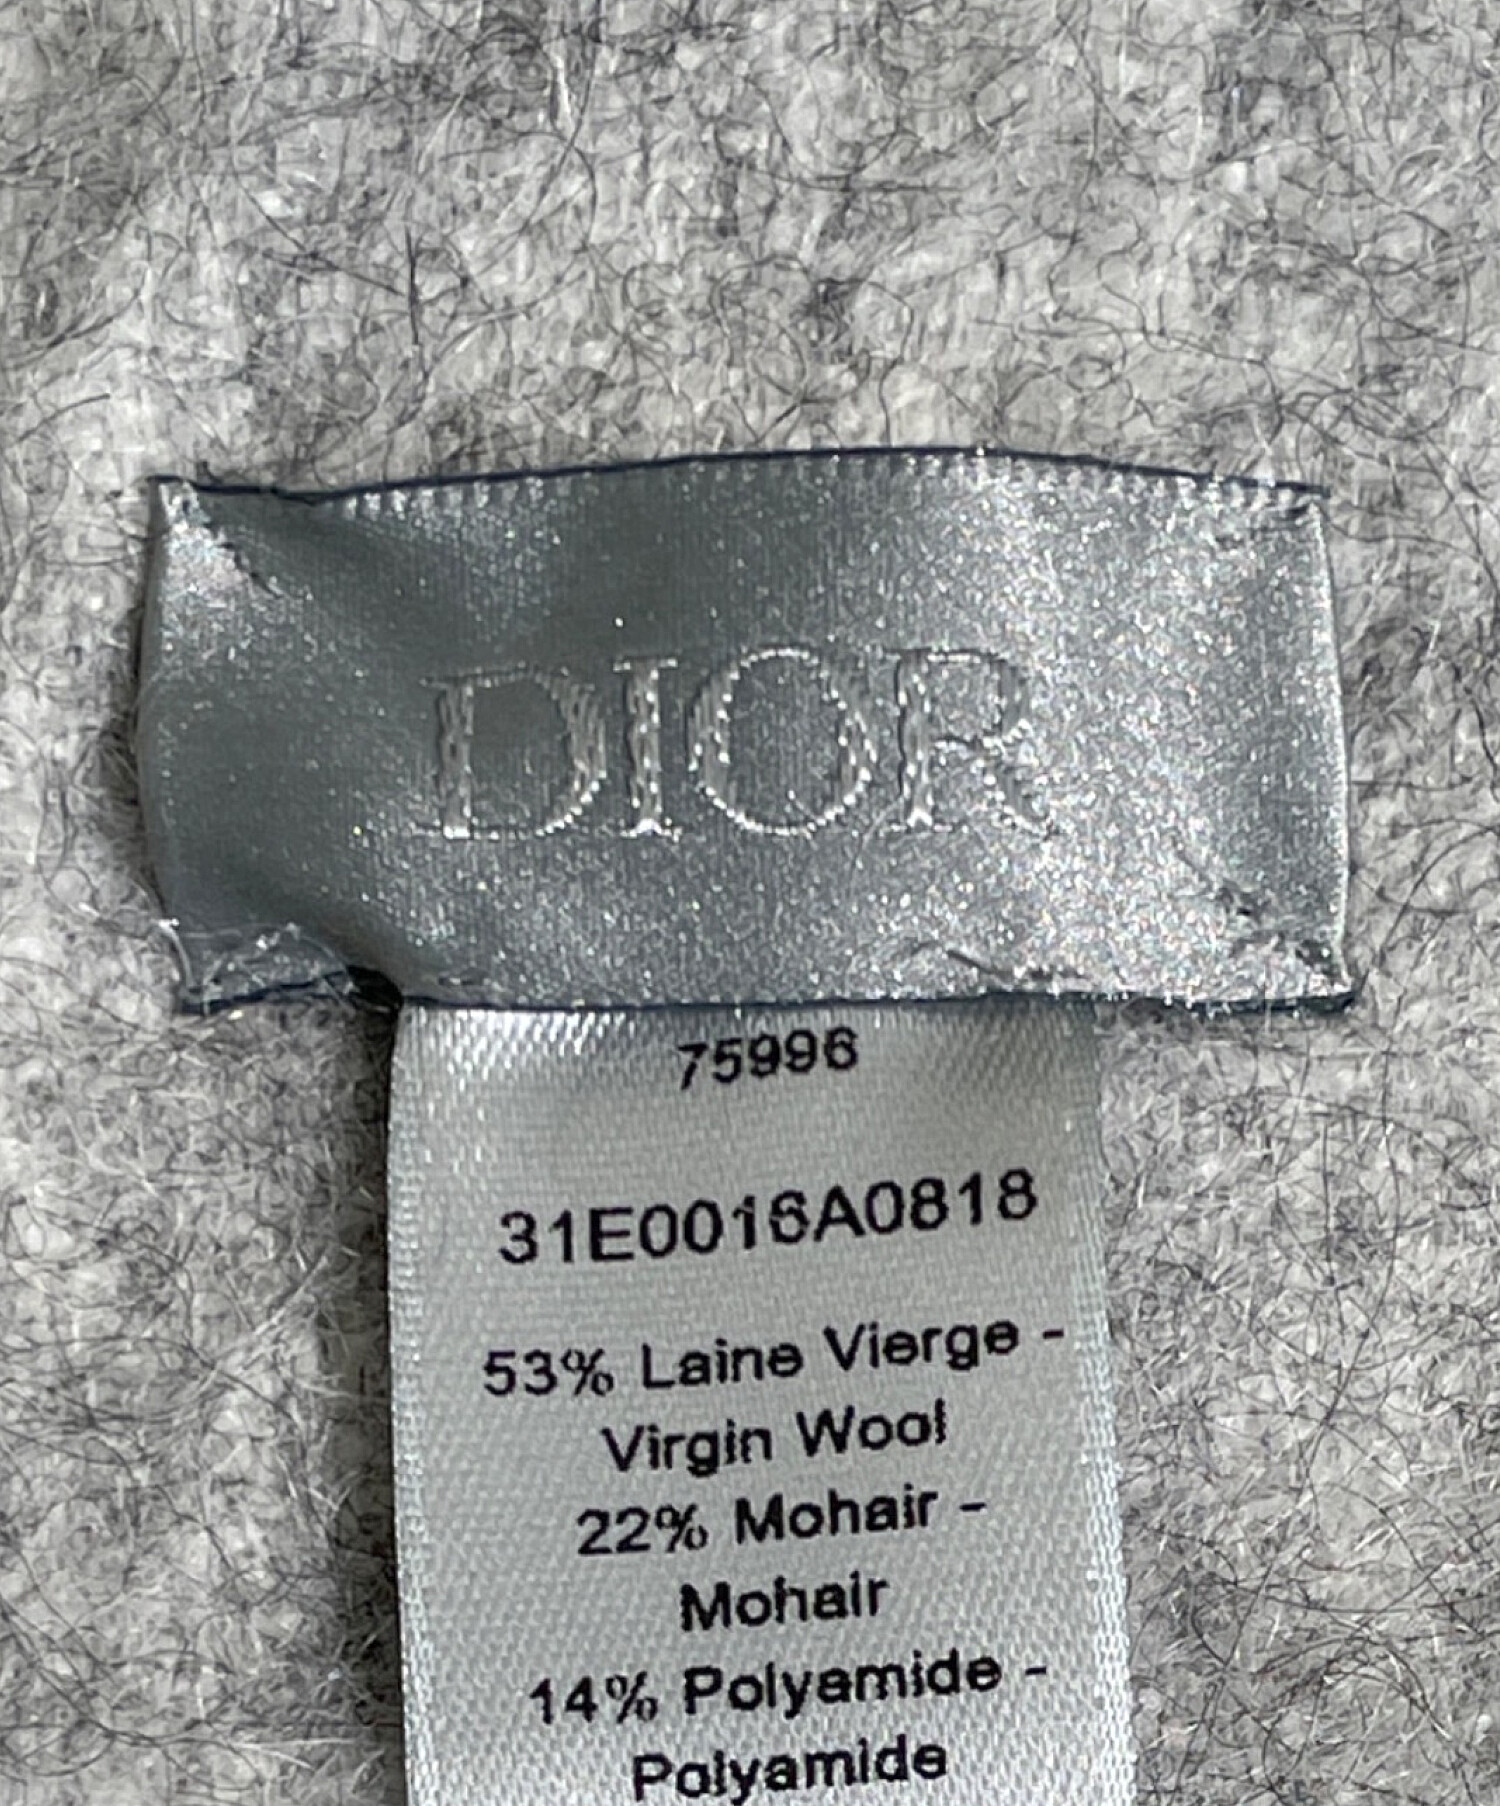 DIOR
75996
31E0016A0818
53% Laine Vierge -
Virgin Wool
22% Mohair -
Mohair
14% Polyamide -
Polyamide